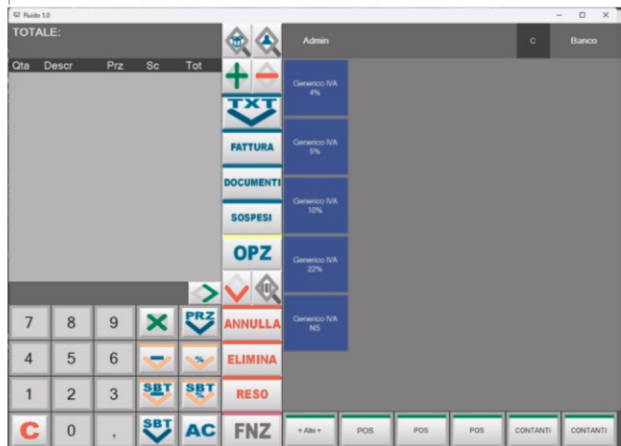 Fluido 1.0
TOTALE:
Admin
C
Banco
Qta Descr Prz Sc Tot
TXT
FATTURA
DOCUMENTI
SOSPESI
OPZ
Generico IVA
4%
Generico IVA
5%
Generico IVA
10%
Generico IVA
22%
Generico IVA
NS
7 8 9 PRZ ANNULLA
4 5 6 % ELIMINA
1 2 3 SBT SBT % RESO
C 0 , SBT AC FNZ
+ Altri + POS POS POS CONTANTI CONTANTI